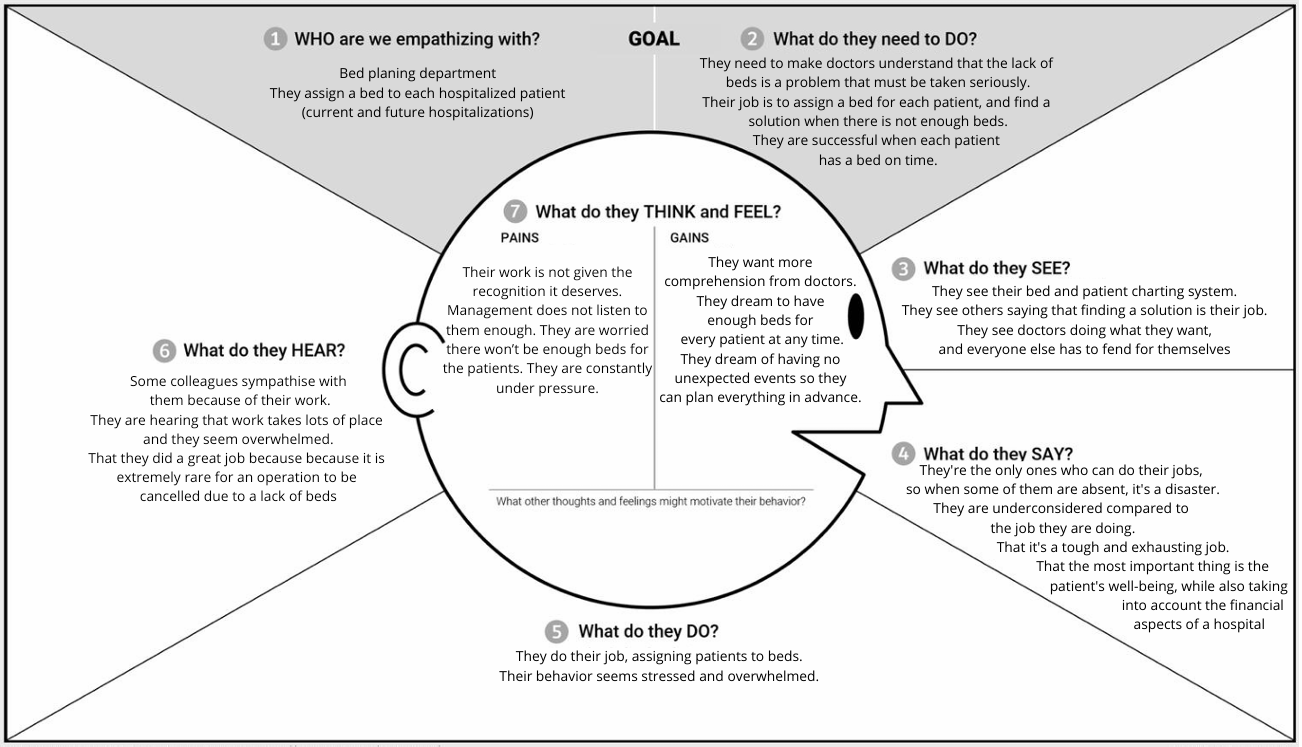 1 WHO are we empathizing with?
Bed planing department
They assign a bed to each hospitalized patient
(current and future hospitalizations)
GOAL
2 What do they need to DO?
They need to make doctors understand that the lack of
beds is a problem that must be taken seriously.
Their job is to assign a bed for each patient, and find a
solution when there is not enough beds.
They are successful when each patient
has a bed on time.
3 What do they SEE?
They see their bed and patient charting system.
They see others saying that finding a solution is their job.
They see doctors doing what they want,
and everyone else has to fend for themselves
4 What do they SAY?
They're the only ones who can do their jobs,
so when some of them are absent, it's a disaster.
They are underconsidered compared to
the job they are doing.
That it's a tough and exhausting job.
That the most important thing is the
patient's well-being, while also taking
into account the financial
aspects of a hospital
5 What do they DO?
They do their job, assigning patients to beds.
Their behavior seems stressed and overwhelmed.
6 What do they HEAR?
Some colleagues sympathise with
them because of their work.
They are hearing that work takes lots of place
and they seem overwhelmed.
That they did a great job because because it is
extremely rare for an operation to be
cancelled due to a lack of beds
7 What do they THINK and FEEL?
PAINS
Their work is not given the
recognition it deserves.
Management does not listen to
them enough. They are worried
there won't be enough beds for
the patients. They are constantly
under pressure.
GAINS
They want more
comprehension from doctors.
They dream to have
enough beds for
every patient at any time.
They dream of having no
unexpected events so they
can plan everything in advance.
What other thoughts and feelings might motivate their behavior?